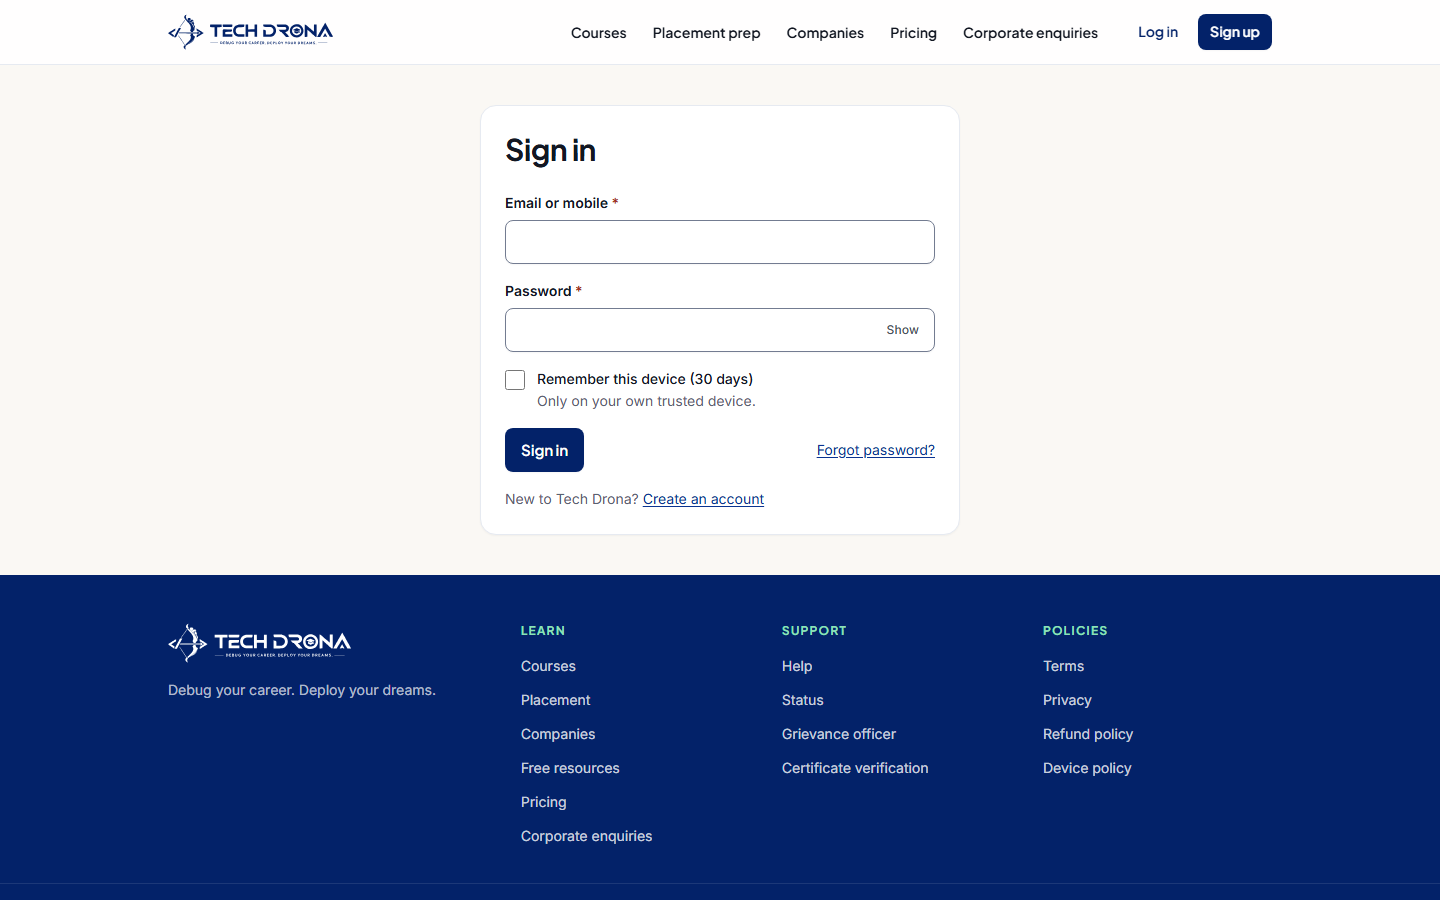 TECH DRONA
DEBUG YOUR CAREER. DEPLOY YOUR DREAMS.
Courses
Placement prep
Companies
Pricing
Corporate enquiries
Log in
Sign up
Sign in
Email or mobile *
Password *
Show
Remember this device (30 days)
Only on your own trusted device.
Sign in
Forgot password?
New to Tech Drona? Create an account
TECH DRONA
DEBUG YOUR CAREER. DEPLOY YOUR DREAMS.
Debug your career. Deploy your dreams.
LEARN
Courses
Placement
Companies
Free resources
Pricing
Corporate enquiries
SUPPORT
Help
Status
Grievance officer
Certificate verification
POLICIES
Terms
Privacy
Refund policy
Device policy